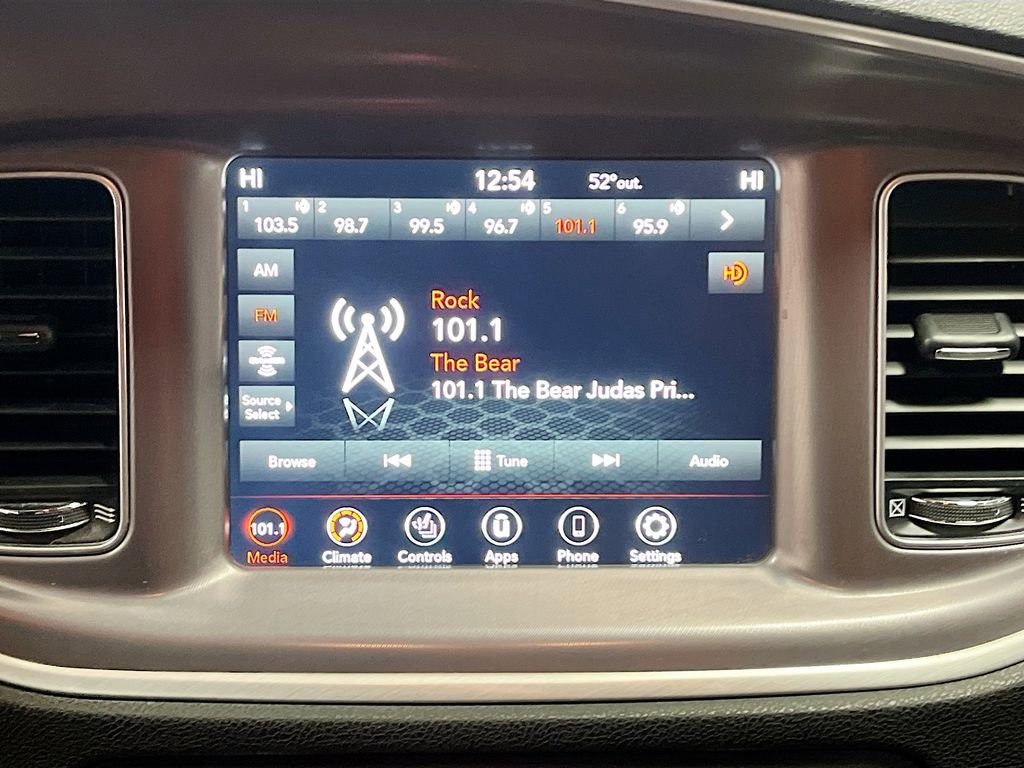 HI 12:54 52° out. HI
1 2 3 4 5 6
103.5 98.7 99.5 96.7 101.1 95.9
AM
HD
FM
Rock
101.1
The Bear
101.1 The Bear Judas Pri...
Source
Select
Browse Tune Audio
101.1
Media Climate Controls Apps Phone Settings